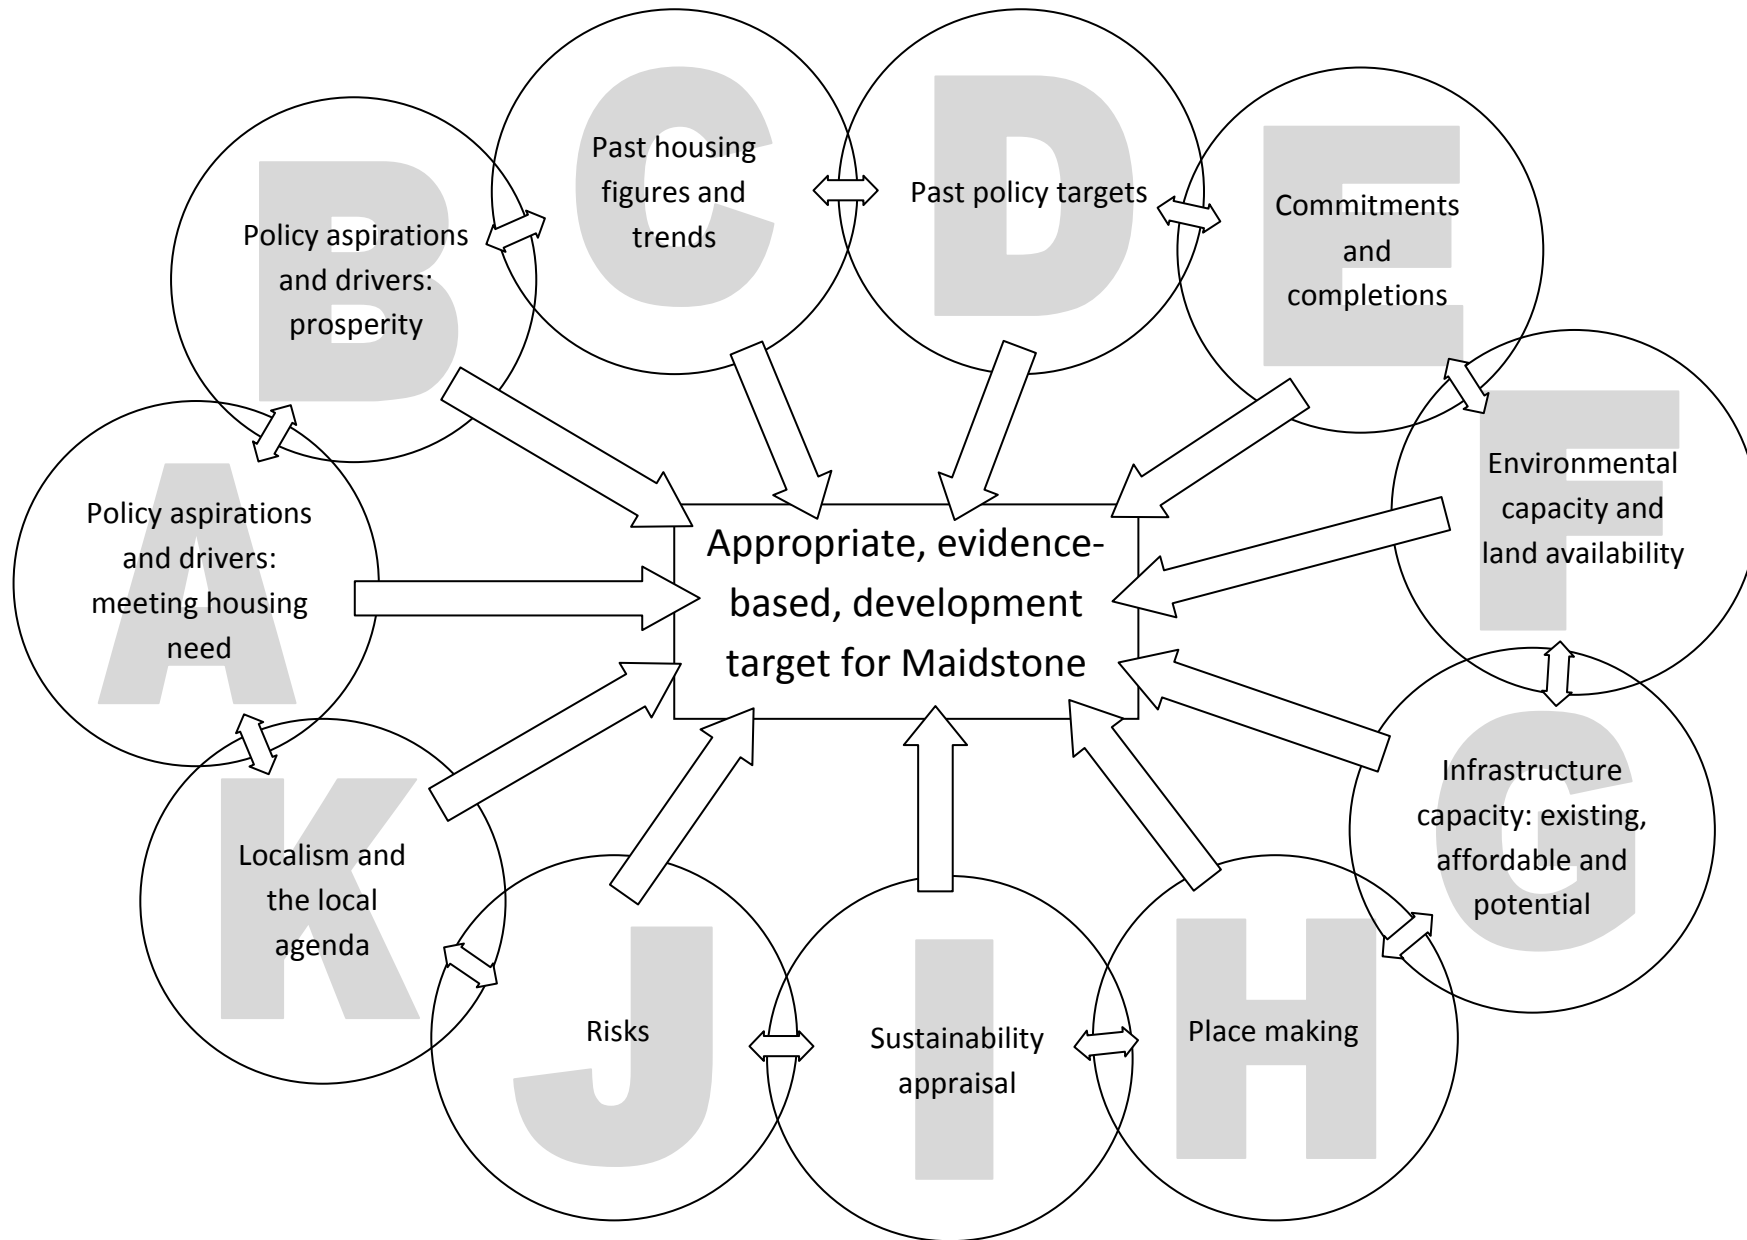 A
Policy aspirations
and drivers:
meeting housing
need
B
Policy aspirations
and drivers:
prosperity
C
Past housing
figures and
trends
D
Past policy targets
E
Commitments
and
completions
F
Environmental
capacity and
land availability
G
Infrastructure
capacity: existing,
affordable and
potential
H
Place making
I
Sustainability
appraisal
J
Risks
K
Localism and
the local
agenda
Appropriate, evidence-
based, development
target for Maidstone